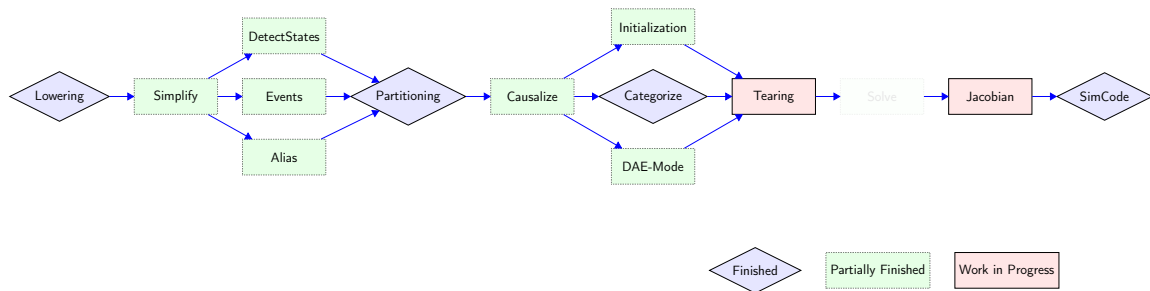 Lowering
Simplify
DetectStates
Events
Alias
Partitioning
Causalize
Initialization
Categorize
DAE-Mode
Tearing
Solve
Jacobian
SimCode
Finished
Partially Finished
Work in Progress